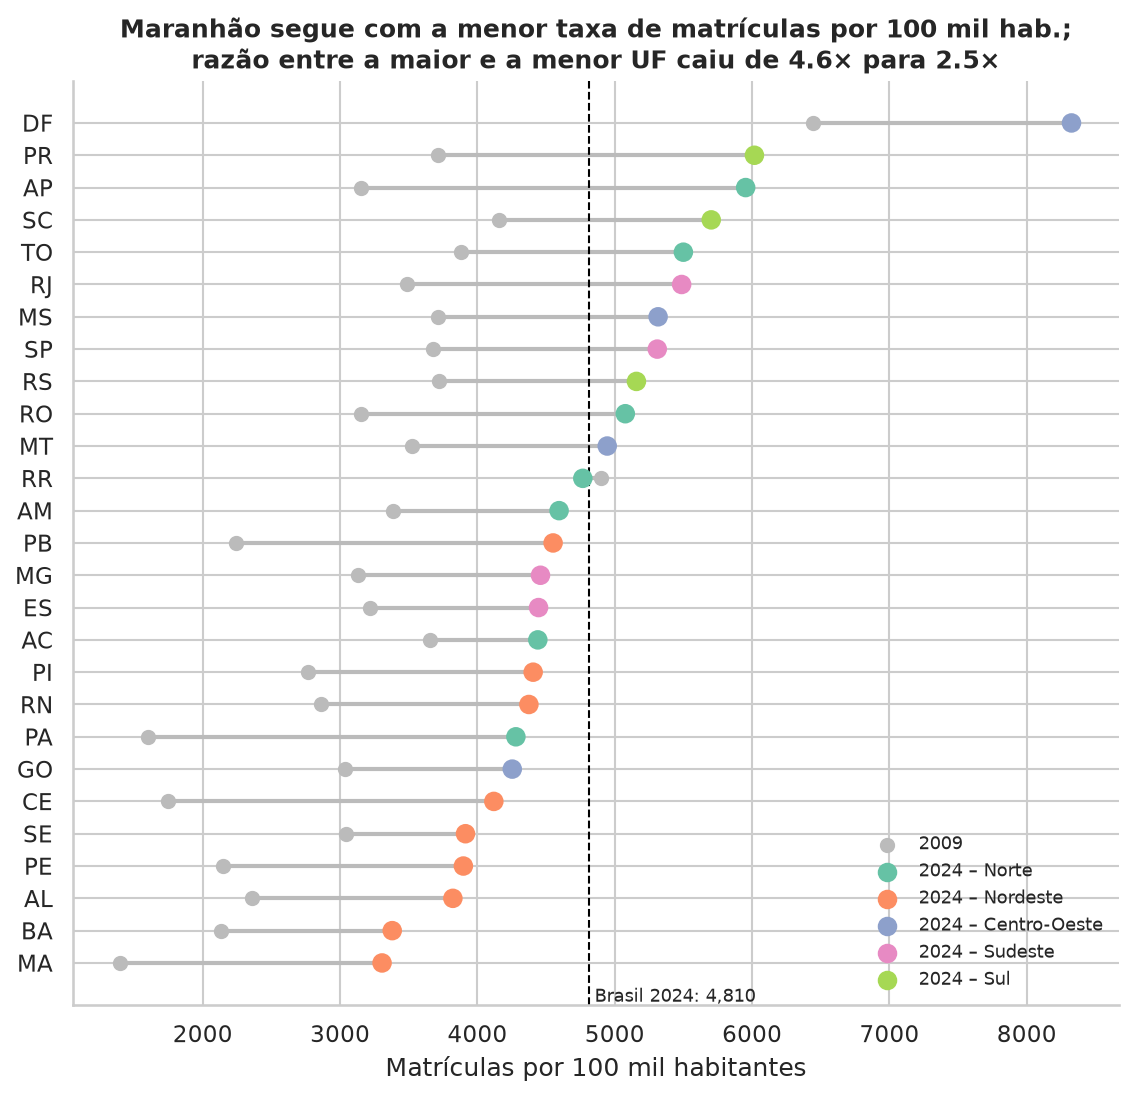 Maranhão segue com a menor taxa de matrículas por 100 mil hab.;
razão entre a maior e a menor UF caiu de 4.6× para 2.5×
DF
PR
AP
SC
TO
RJ
MS
SP
RS
RO
MT
RR
AM
PB
MG
ES
AC
PI
RN
PA
GO
CE
SE
PE
AL
BA
MA
2009
2024 – Norte
2024 – Nordeste
2024 – Centro-Oeste
2024 – Sudeste
2024 – Sul
Brasil 2024: 4,810
2000 3000 4000 5000 6000 7000 8000
Matrículas por 100 mil habitantes